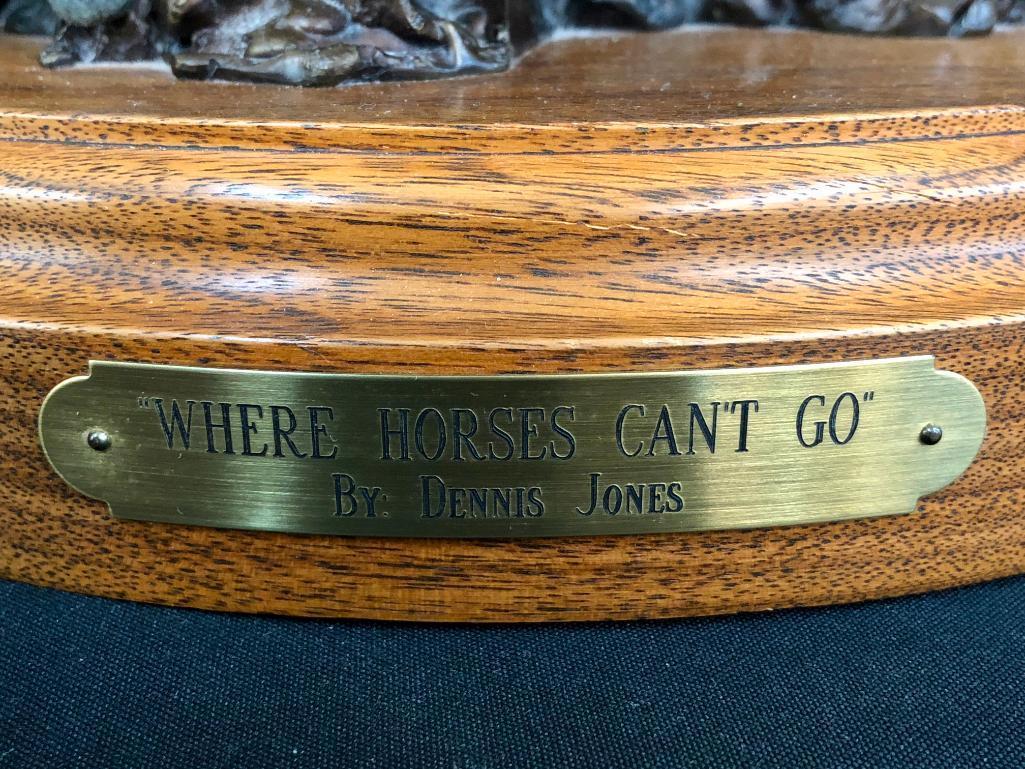 "WHERE HORSES CAN'T GO"
BY: DENNIS JONES